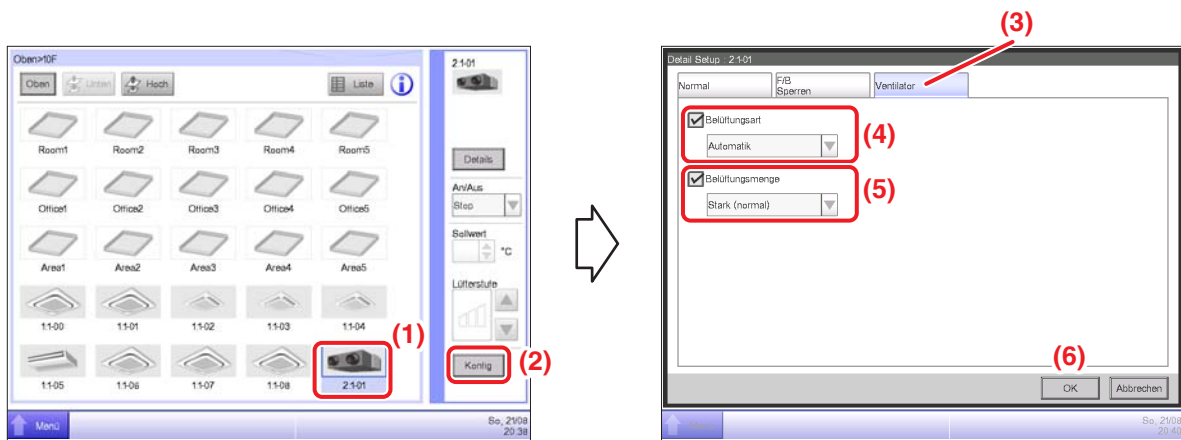 (3)
Oben>10F
Oben Unten Hoch Liste
Room1 Room2 Room3 Room4 Room5
Office1 Office2 Office3 Office4 Office5
Area1 Area2 Area3 Area4 Area5
1:1-00 1:1-01 1:1-02 1:1-03 1:1-04
(1)
1:1-05 1:1-06 1:1-07 1:1-08 2:1-01
2:1-01
Details
An/Aus
Stop
Sollwert
°C
Lüfterstufe
Konfig
(2)
Menü
So, 21/08
20:38
Detail Setup : 2:1-01
Normal
F/B
Sperren
Ventilator
Belüftungsart
Automatik
(4)
Belüftungsmenge
Stark (normal)
(5)
(6)
OK Abbrechen
Menü
So, 21/08
20:40